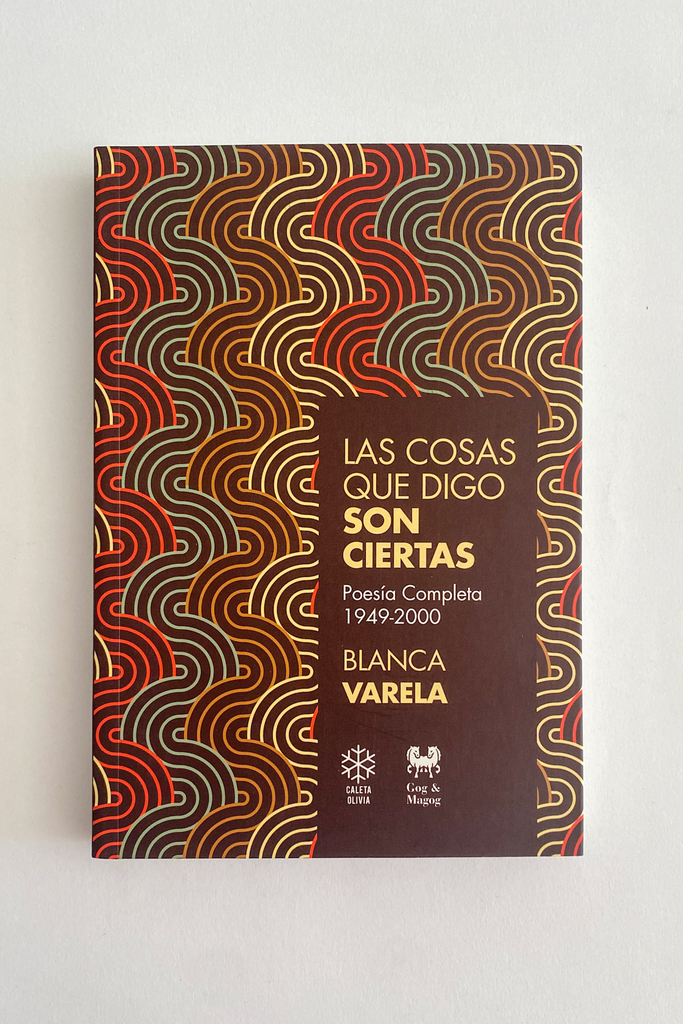 LAS COSAS
QUE DIGO
SON
CIERTAS
Poesía Completa
1949-2000
BLANCA
VARELA
CALETA
OLIVIA
Gog &
Magog